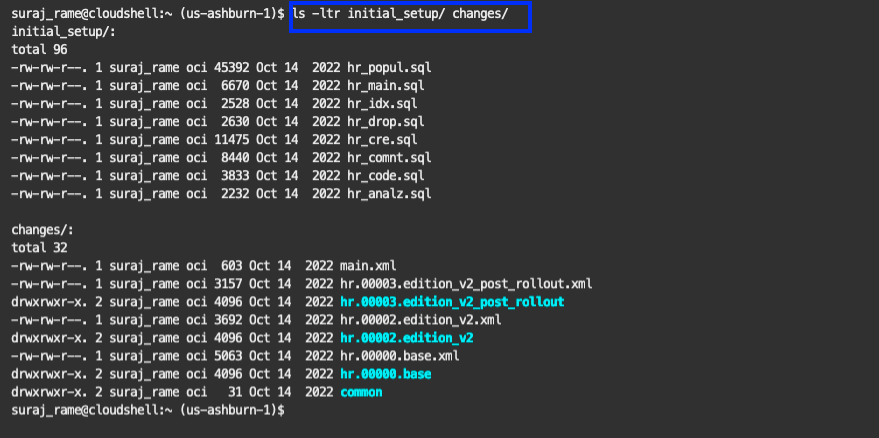 suraj_rame@cloudshell:~ (us-ashburn-1)$ ls -ltr initial_setup/ changes/
initial_setup/:
total 96
-rw-rw-r--. 1 suraj_rame oci 45392 Oct 14  2022 hr_popul.sql
-rw-rw-r--. 1 suraj_rame oci  6670 Oct 14  2022 hr_main.sql
-rw-rw-r--. 1 suraj_rame oci  2528 Oct 14  2022 hr_idx.sql
-rw-rw-r--. 1 suraj_rame oci  2630 Oct 14  2022 hr_drop.sql
-rw-rw-r--. 1 suraj_rame oci 11475 Oct 14  2022 hr_cre.sql
-rw-rw-r--. 1 suraj_rame oci  8440 Oct 14  2022 hr_comnt.sql
-rw-rw-r--. 1 suraj_rame oci  3833 Oct 14  2022 hr_code.sql
-rw-rw-r--. 1 suraj_rame oci  2232 Oct 14  2022 hr_analz.sql
changes/:
total 32
-rw-rw-r--. 1 suraj_rame oci  603 Oct 14  2022 main.xml
-rw-rw-r--. 1 suraj_rame oci 3157 Oct 14  2022 hr.00003.edition_v2_post_rollout.xml
drwxrwxr-x. 2 suraj_rame oci 4096 Oct 14  2022 hr.00003.edition_v2_post_rollout
-rw-rw-r--. 1 suraj_rame oci 3692 Oct 14  2022 hr.00002.edition_v2.xml
drwxrwxr-x. 2 suraj_rame oci 4096 Oct 14  2022 hr.00002.edition_v2
-rw-rw-r--. 1 suraj_rame oci 5063 Oct 14  2022 hr.00000.base.xml
drwxrwxr-x. 2 suraj_rame oci 4096 Oct 14  2022 hr.00000.base
drwxrwxr-x. 2 suraj_rame oci   31 Oct 14  2022 common
suraj_rame@cloudshell:~ (us-ashburn-1)$